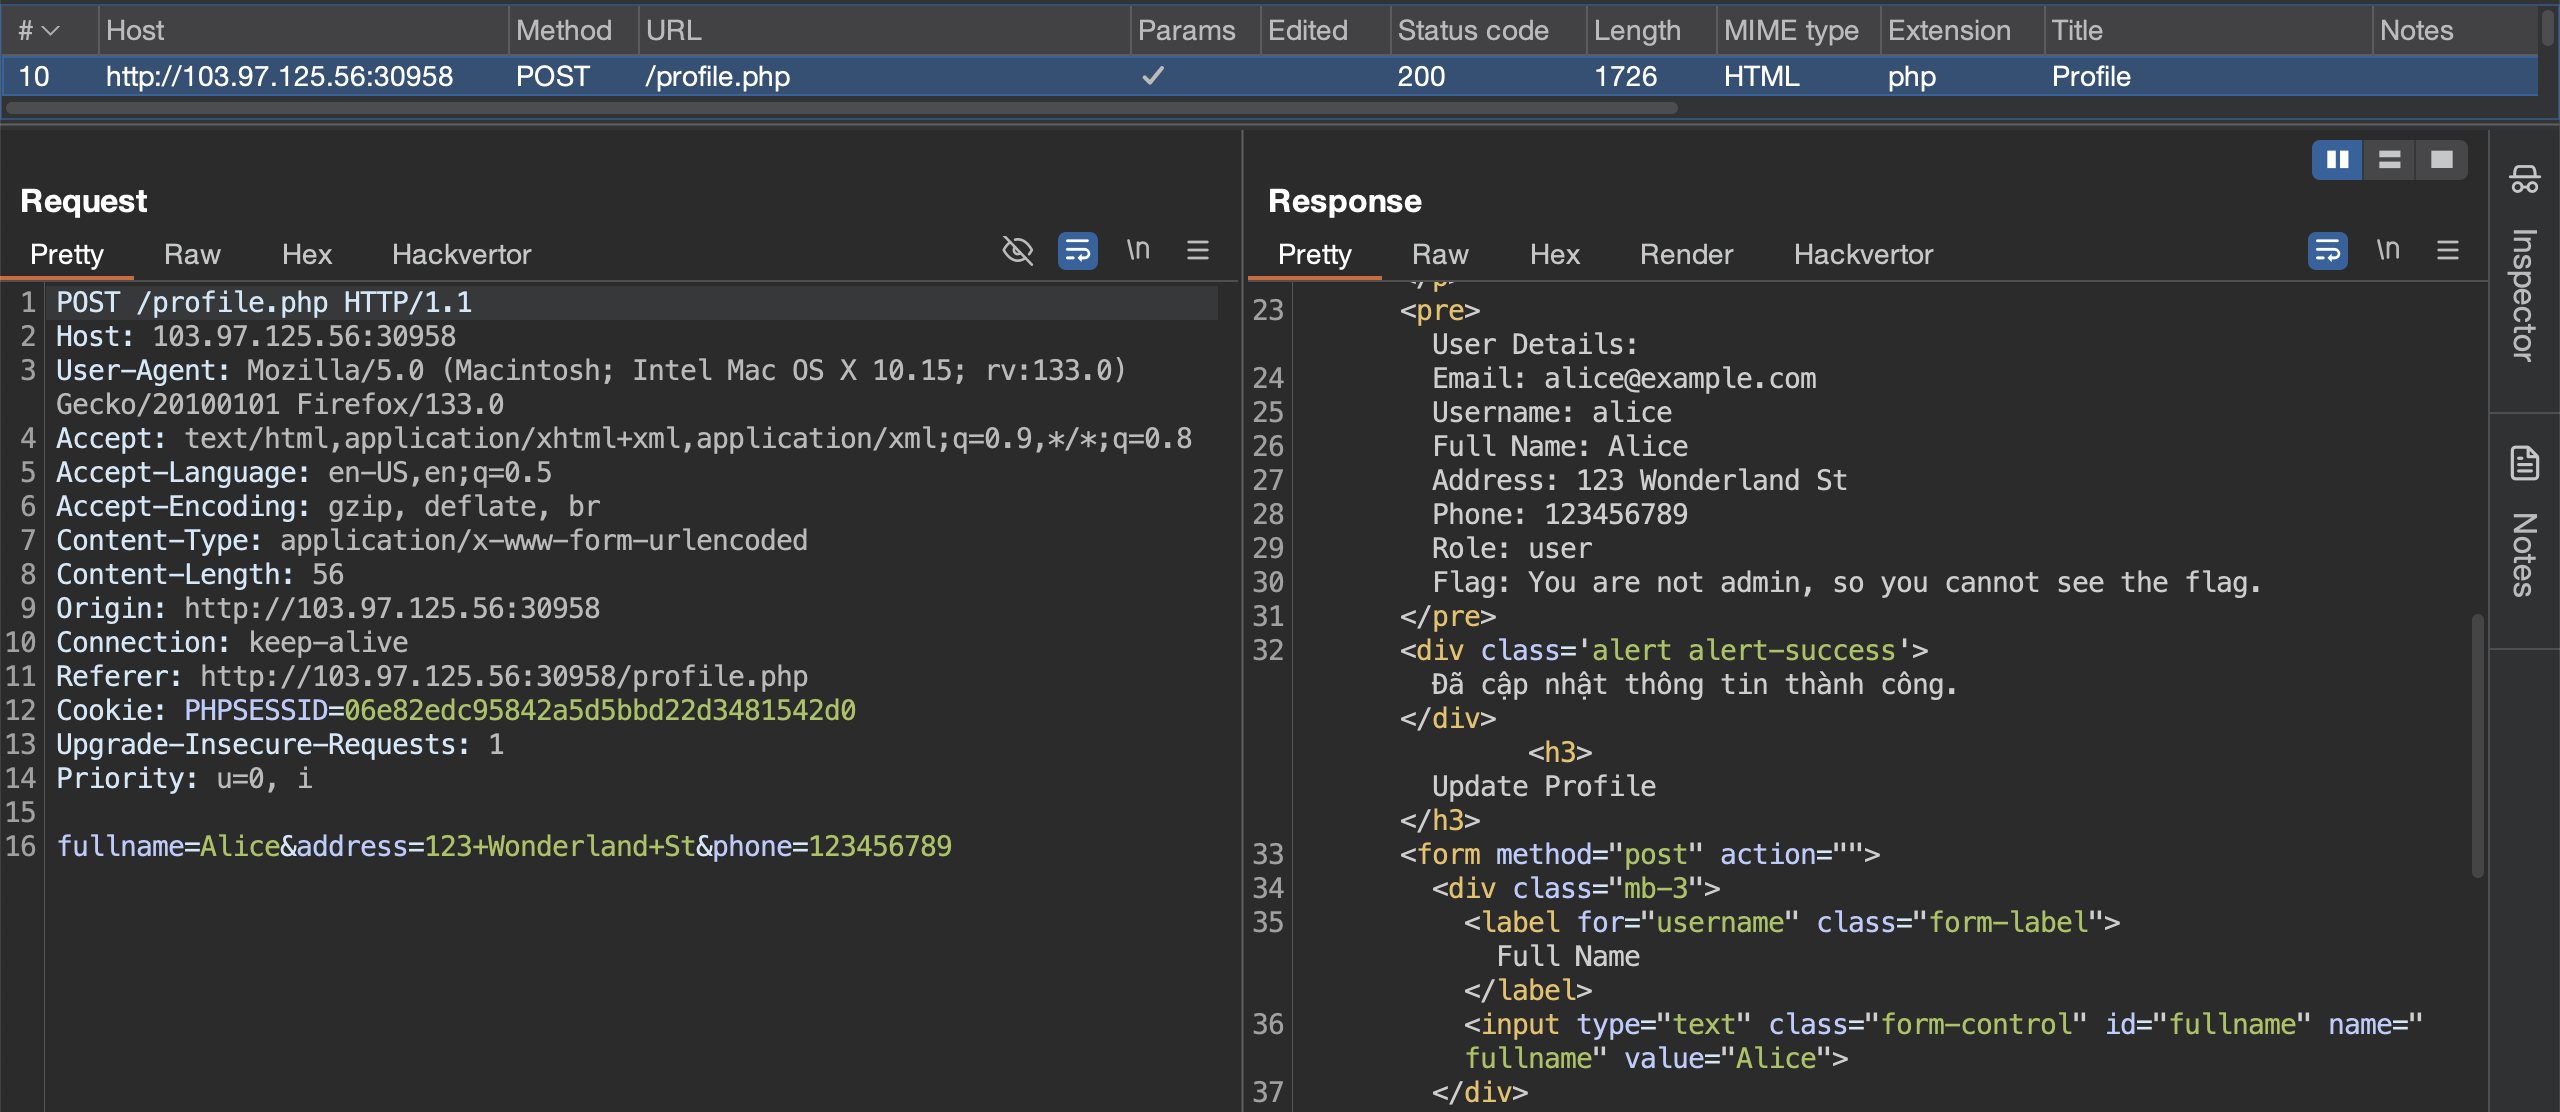 # Host Method URL Params Edited Status code Length MIME type Extension Title Notes
10 http://103.97.125.56:30958 POST /profile.php ✓ 200 1726 HTML php Profile
Request
Pretty Raw Hex Hackvertor \n
1 POST /profile.php HTTP/1.1
2 Host: 103.97.125.56:30958
3 User-Agent: Mozilla/5.0 (Macintosh; Intel Mac OS X 10.15; rv:133.0)
Gecko/20100101 Firefox/133.0
4 Accept: text/html,application/xhtml+xml,application/xml;q=0.9,*/*;q=0.8
5 Accept-Language: en-US,en;q=0.5
6 Accept-Encoding: gzip, deflate, br
7 Content-Type: application/x-www-form-urlencoded
8 Content-Length: 56
9 Origin: http://103.97.125.56:30958
10 Connection: keep-alive
11 Referer: http://103.97.125.56:30958/profile.php
12 Cookie: PHPSESSID=06e82edc95842a5d5bbd22d3481542d0
13 Upgrade-Insecure-Requests: 1
14 Priority: u=0, i
15
16 fullname=Alice&address=123+Wonderland+St&phone=123456789
Response
Pretty Raw Hex Render Hackvertor \n
</p>
23 <pre>
User Details:
24 Email: alice@example.com
25 Username: alice
26 Full Name: Alice
27 Address: 123 Wonderland St
28 Phone: 123456789
29 Role: user
30 Flag: You are not admin, so you cannot see the flag.
31 </pre>
32 <div class='alert alert-success'>
Đã cập nhật thông tin thành công.
</div>
<h3>
Update Profile
</h3>
33 <form method="post" action="">
34 <div class="mb-3">
35 <label for="username" class="form-label">
Full Name
</label>
36 <input type="text" class="form-control" id="fullname" name="
fullname" value="Alice">
37 </div>
Inspector
Notes